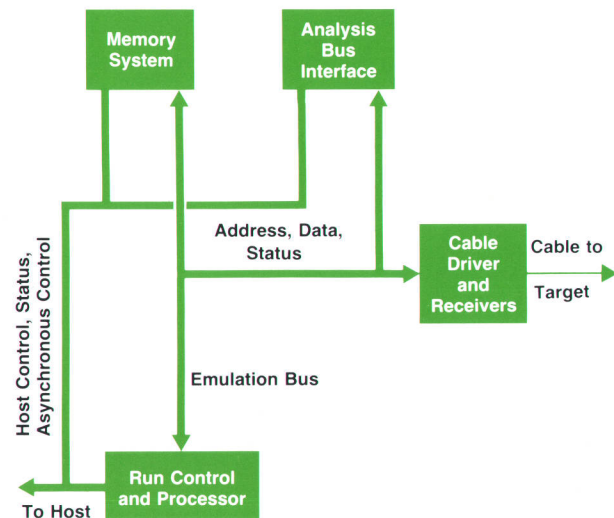 Memory
System
Analysis
Bus
Interface
Address, Data,
Status
Cable
Driver
and
Receivers
Cable to
Target
Host Control, Status,
Asynchronous Control
Emulation Bus
Run Control
and Processor
To Host